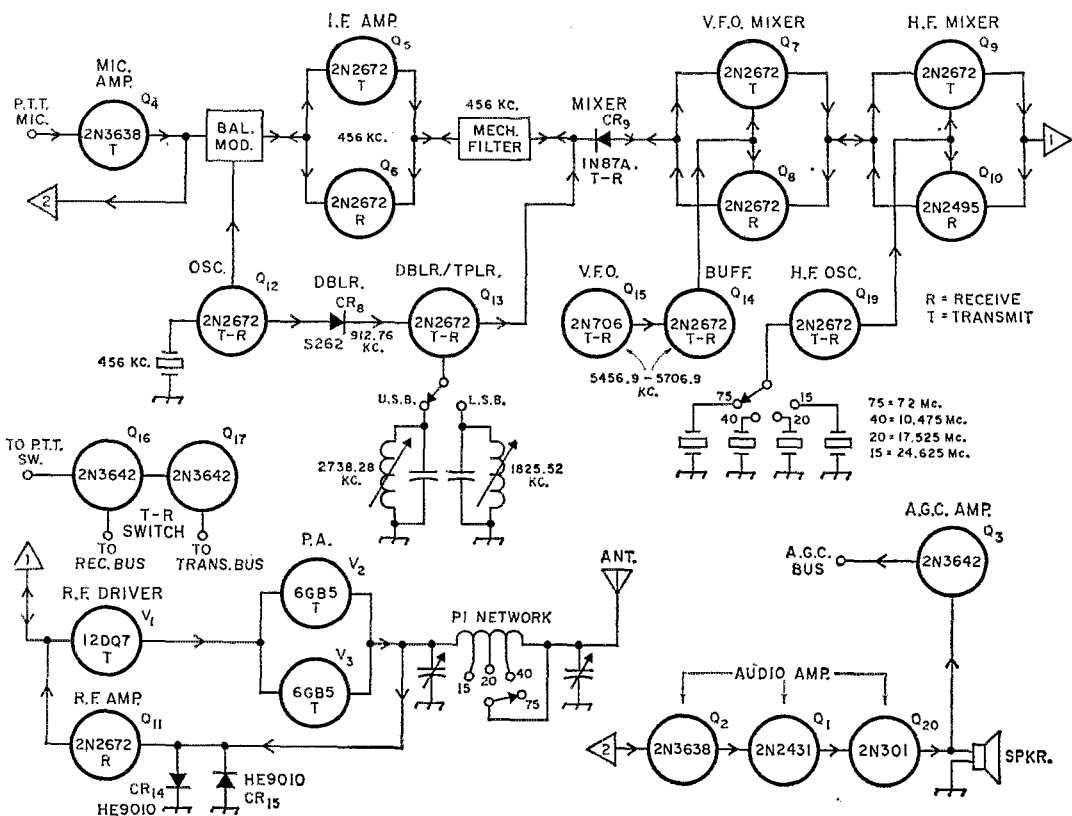 I.F. AMP.
V.F.O. MIXER
H.F. MIXER
MIC.
AMP.
Q4
P.T.T.
MIC.
2N3638
T
BAL.
MOD.
Q5
2N2672
T
456 KC.
Q6
2N2672
R
456 KC.
MECH.
FILTER
MIXER
CR9
1N87A.
T-R
Q7
2N2672
T
Q8
2N2672
R
Q9
2N2672
T
Q10
2N2495
R
1
2
OSC.
Q12
2N2672
T-R
456 KC.
DBLR.
CR8
S262
912.76
KC.
DBLR./TPLR.
Q13
2N2672
T-R
V.F.O.
Q15
2N706
T-R
BUFF.
Q14
2N2672
T-R
5456.9-5706.9
KC.
H.F. OSC.
Q19
2N2672
T-R
R = RECEIVE
T = TRANSMIT
U.S.B.
L.S.B.
2738.28
KC.
1825.52
KC.
75
15
40
20
75 = 72 Mc.
40 = 10.475 Mc.
20 = 17.525 Mc.
15 = 24.625 Mc.
TO P.T.T.
SW.
Q16
2N3642
Q17
2N3642
T-R
SWITCH
TO
REC. BUS
TO
TRANS. BUS
1
R.F. DRIVER
V1
12DQ7
T
P.A.
V2
6GB5
T
V3
6GB5
T
PI NETWORK
15
20
40
75
ANT.
R.F. AMP.
Q11
2N2672
R
CR14
HE9010
HE9010
CR15
A.G.C. AMP.
Q3
2N3642
A.G.C.
BUS
AUDIO AMP.
2
Q2
2N3638
Q1
2N2431
Q20
2N301
SPKR.